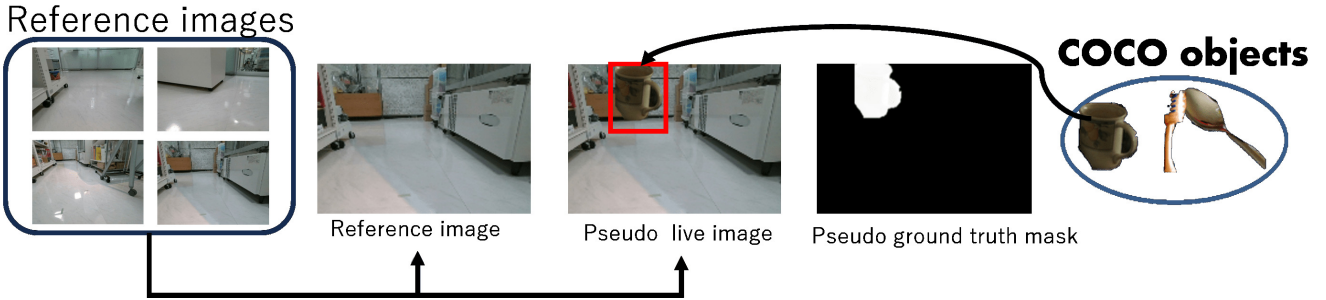 Reference images
COCO objects
Reference image
Pseudo live image
Pseudo ground truth mask